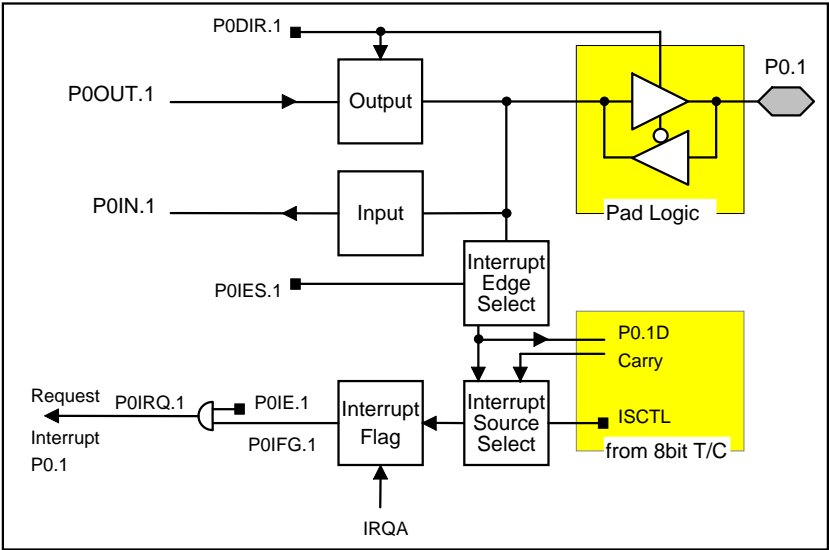 P0DIR.1
P0.1
P0OUT.1
Output
P0IN.1
Input
Pad Logic
Interrupt
Edge
Select
P0IES.1
P0.1D
Carry
Request
P0IRQ.1
P0IE.1
Interrupt
Flag
Interrupt
Source
Select
ISCTL
Interrupt
P0IFG.1
P0.1
from 8bit T/C
IRQA